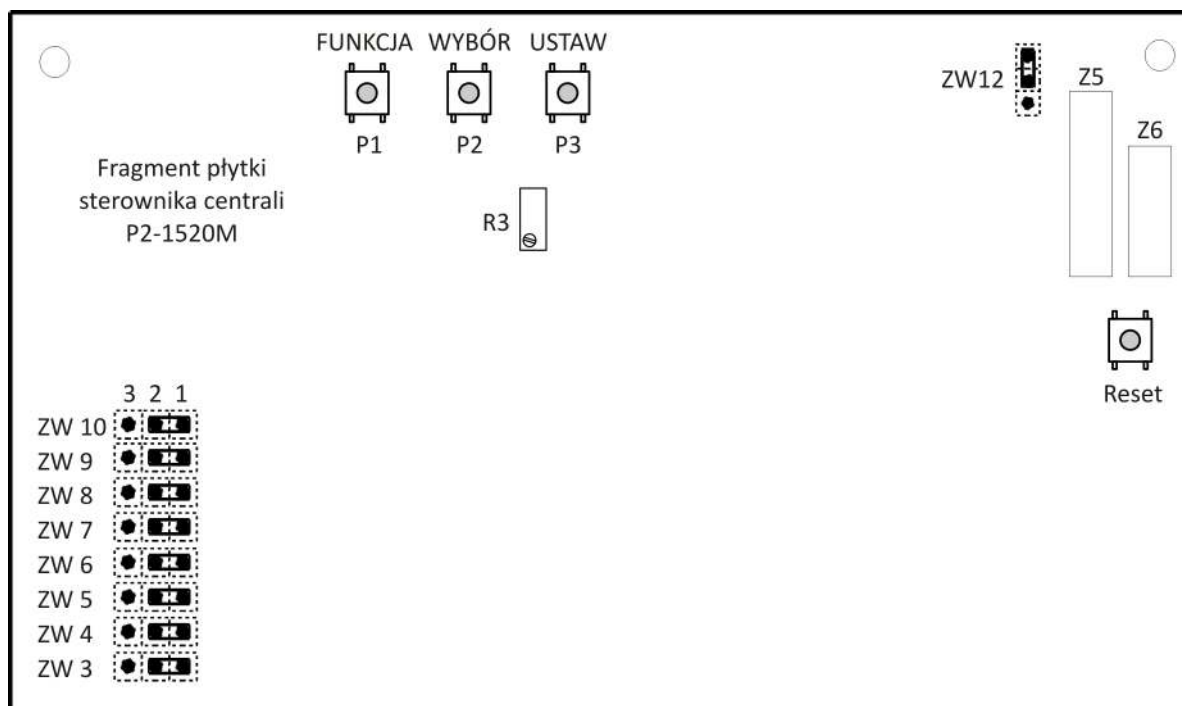 FUNKCJA WYBÓR USTAW
P1 P2 P3
ZW12
Z5
Z6
Fragment płytki
sterownika centrali
P2-1520M
R3
Reset
3 2 1
ZW 10
ZW 9
ZW 8
ZW 7
ZW 6
ZW 5
ZW 4
ZW 3